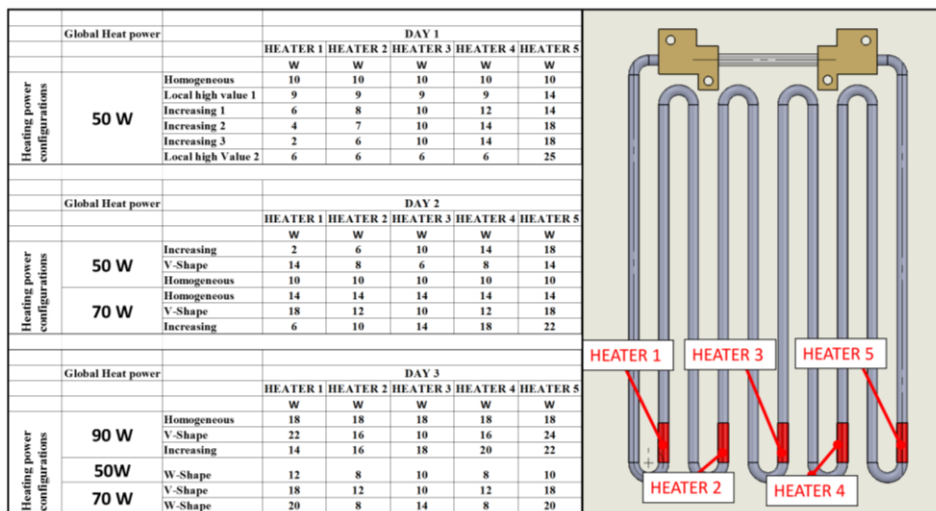 Global Heat power DAY 1
HEATER 1 HEATER 2 HEATER 3 HEATER 4 HEATER 5
W W W W W
Heating power configurations
50 W
Homogeneous 10 10 10 10 10
Local high value 1 9 9 9 9 14
Increasing 1 6 8 10 12 14
Increasing 2 4 7 10 14 18
Increasing 3 2 6 10 14 18
Local high Value 2 6 6 6 6 25
Global Heat power DAY 2
HEATER 1 HEATER 2 HEATER 3 HEATER 4 HEATER 5
W W W W W
Heating power configurations
50 W
Increasing 2 6 10 14 18
V-Shape 14 8 6 8 14
Homogeneous 10 10 10 10 10
70 W
Homogeneous 14 14 14 14 14
V-Shape 18 12 10 12 18
Increasing 6 10 14 18 22
Global Heat power DAY 3
HEATER 1 HEATER 2 HEATER 3 HEATER 4 HEATER 5
W W W W W
Heating power configurations
90 W
Homogeneous 18 18 18 18 18
V-Shape 22 16 10 16 24
Increasing 14 16 18 20 22
50W
W-Shape 12 8 10 8 10
70 W
V-Shape 18 12 10 12 18
W-Shape 20 8 14 8 20
HEATER 1
HEATER 3
HEATER 5
HEATER 2
HEATER 4